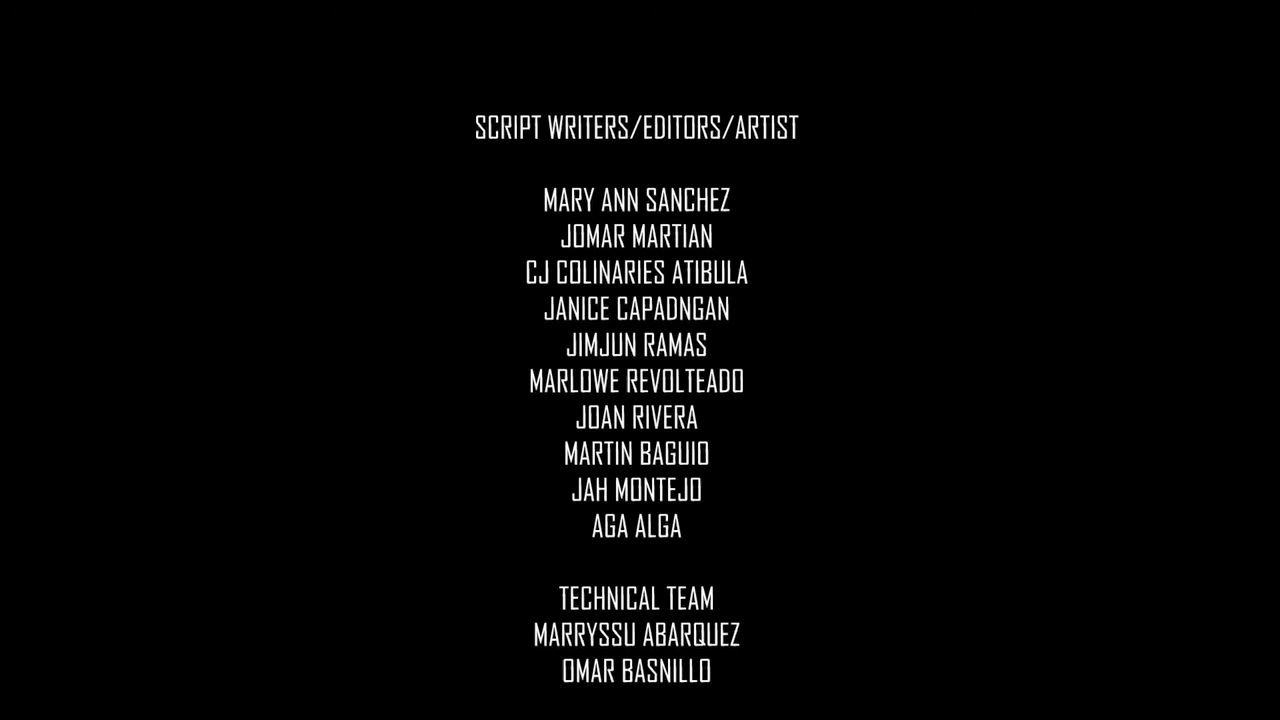 SCRIPT WRITERS/EDITORS/ARTIST
MARY ANN SANCHEZ
JOMAR MARTIAN
CJ COLINARIES ATIBULA
JANICE CAPADNGAN
JIMJUN RAMAS
MARLOWE REVOLTEADO
JOAN RIVERA
MARTIN BAGUIO
JAH MONTEJO
AGA ALGA
TECHNICAL TEAM
MARRYSSU ABARQUEZ
OMAR BASNILLO